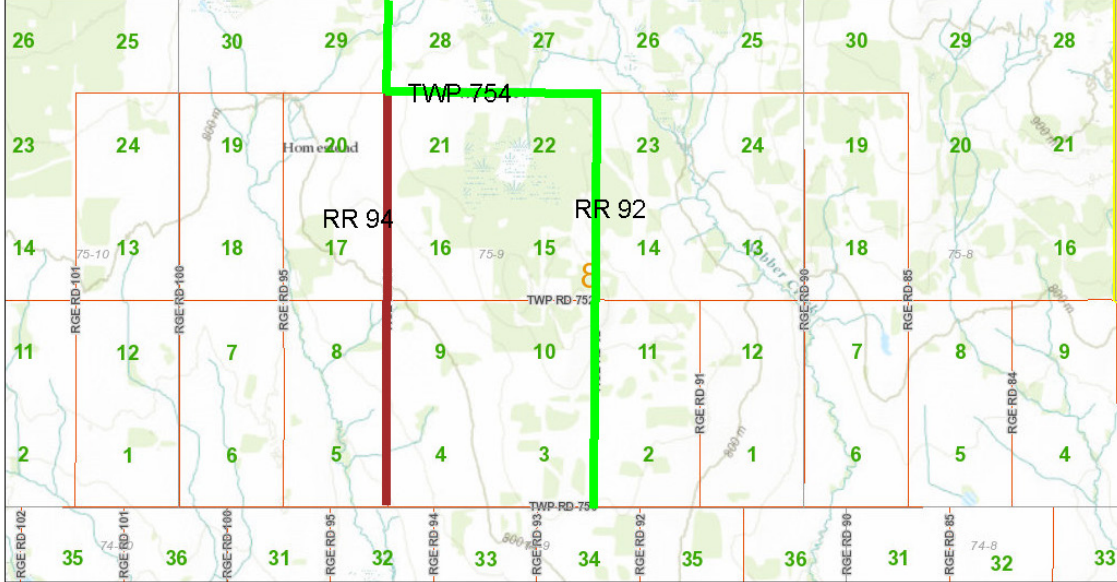 26 25 30 29 28 27 26 25 30 29 28
TWP 754
800 m
900 m
23 24 19 20 21 22 23 24 19 20 21
Homestead
RR 94
RR 92
14 13 18 17 16 15 14 13 18 16
75-10
75-9
75-8
8
RGE-RD-101
RGE-RD-100
RGE-RD-95
RGE-RD-90
RGE-RD-85
800 m
TWP RD 752
11 12 7 8 9 10 11 12 7 8 9
RGE-RD-91
RGE-RD-84
800 m
2 1 6 5 4 3 2 1 6 5 4
TWP-RD-75
RGE-RD-102
RGE-RD-101
RGE-RD-100
RGE-RD-95
RGE-RD-94
RGE-RD-93
RGE-RD-92
RGE-RD-90
RGE-RD-85
800
74-8
35 36 31 32 33 34 35 36 31 32 33